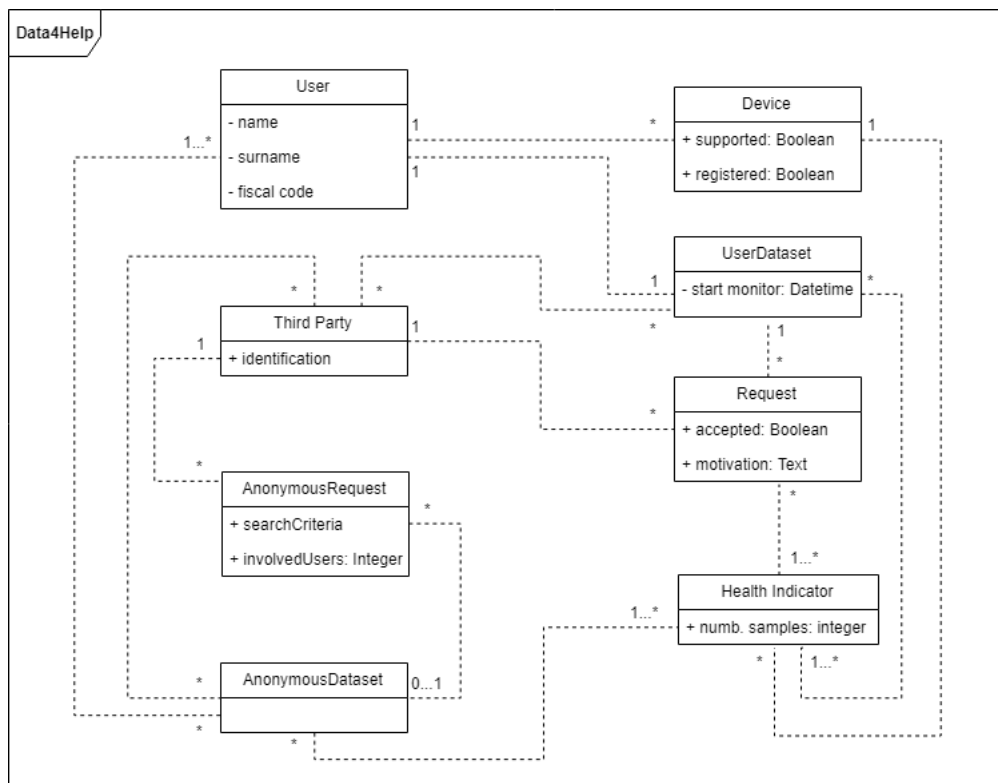 Data4Help
User
- name
- surname
- fiscal code
1...*
1
1
*
Device
+ supported: Boolean
+ registered: Boolean
1
UserDataset
- start monitor: Datetime
1
*
*
1
*
*
*
Third Party
+ identification
1
1
*
Request
+ accepted: Boolean
+ motivation: Text
*
*
AnonymousRequest
+ searchCriteria
+ involvedUsers: Integer
*
*
1...*
Health Indicator
+ numb. samples: integer
1...*
*
1...*
AnonymousDataset
*
0...1
*
*